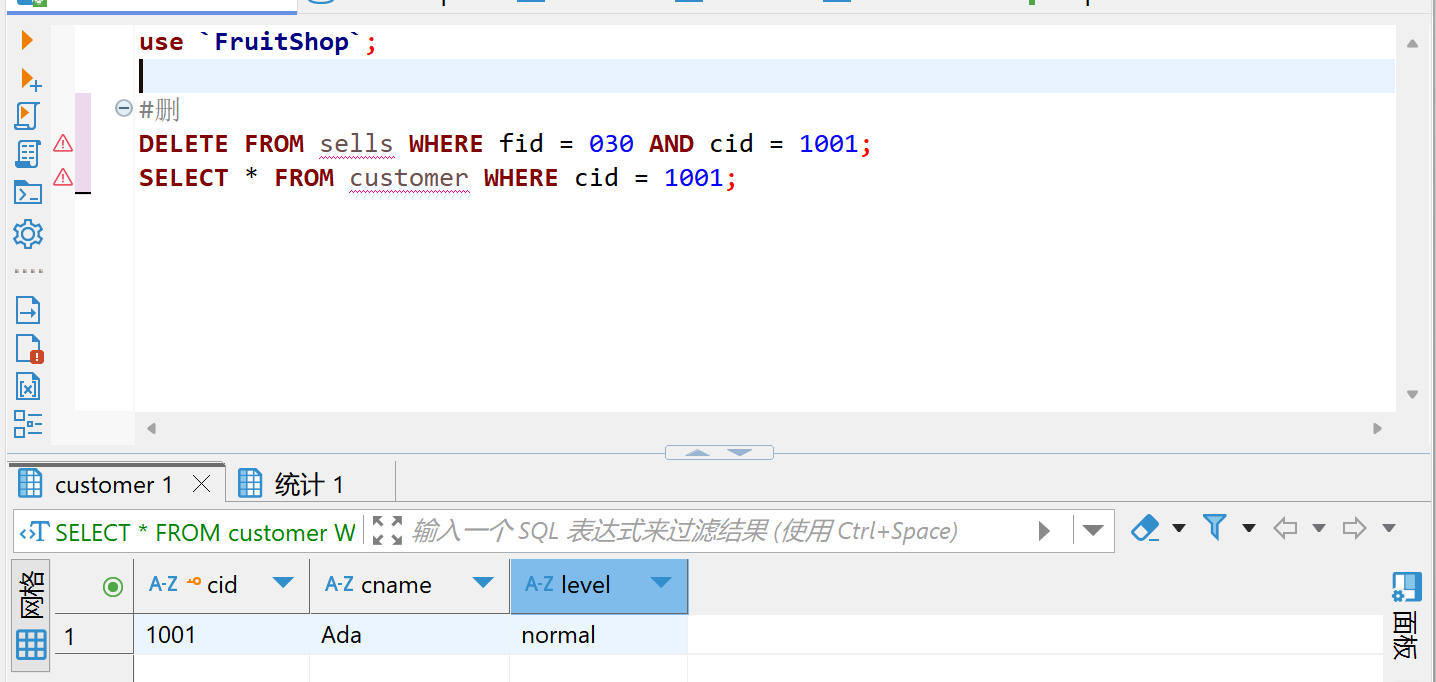 use `FruitShop`;
#删
DELETE FROM sells WHERE fid = 030 AND cid = 1001;
SELECT * FROM customer WHERE cid = 1001;
customer 1
统计 1
SELECT * FROM customer W
输入一个 SQL 表达式来过滤结果 (使用 Ctrl+Space)
网格
A-Z cid
A-Z cname
A-Z level
1 1001 Ada normal
面板